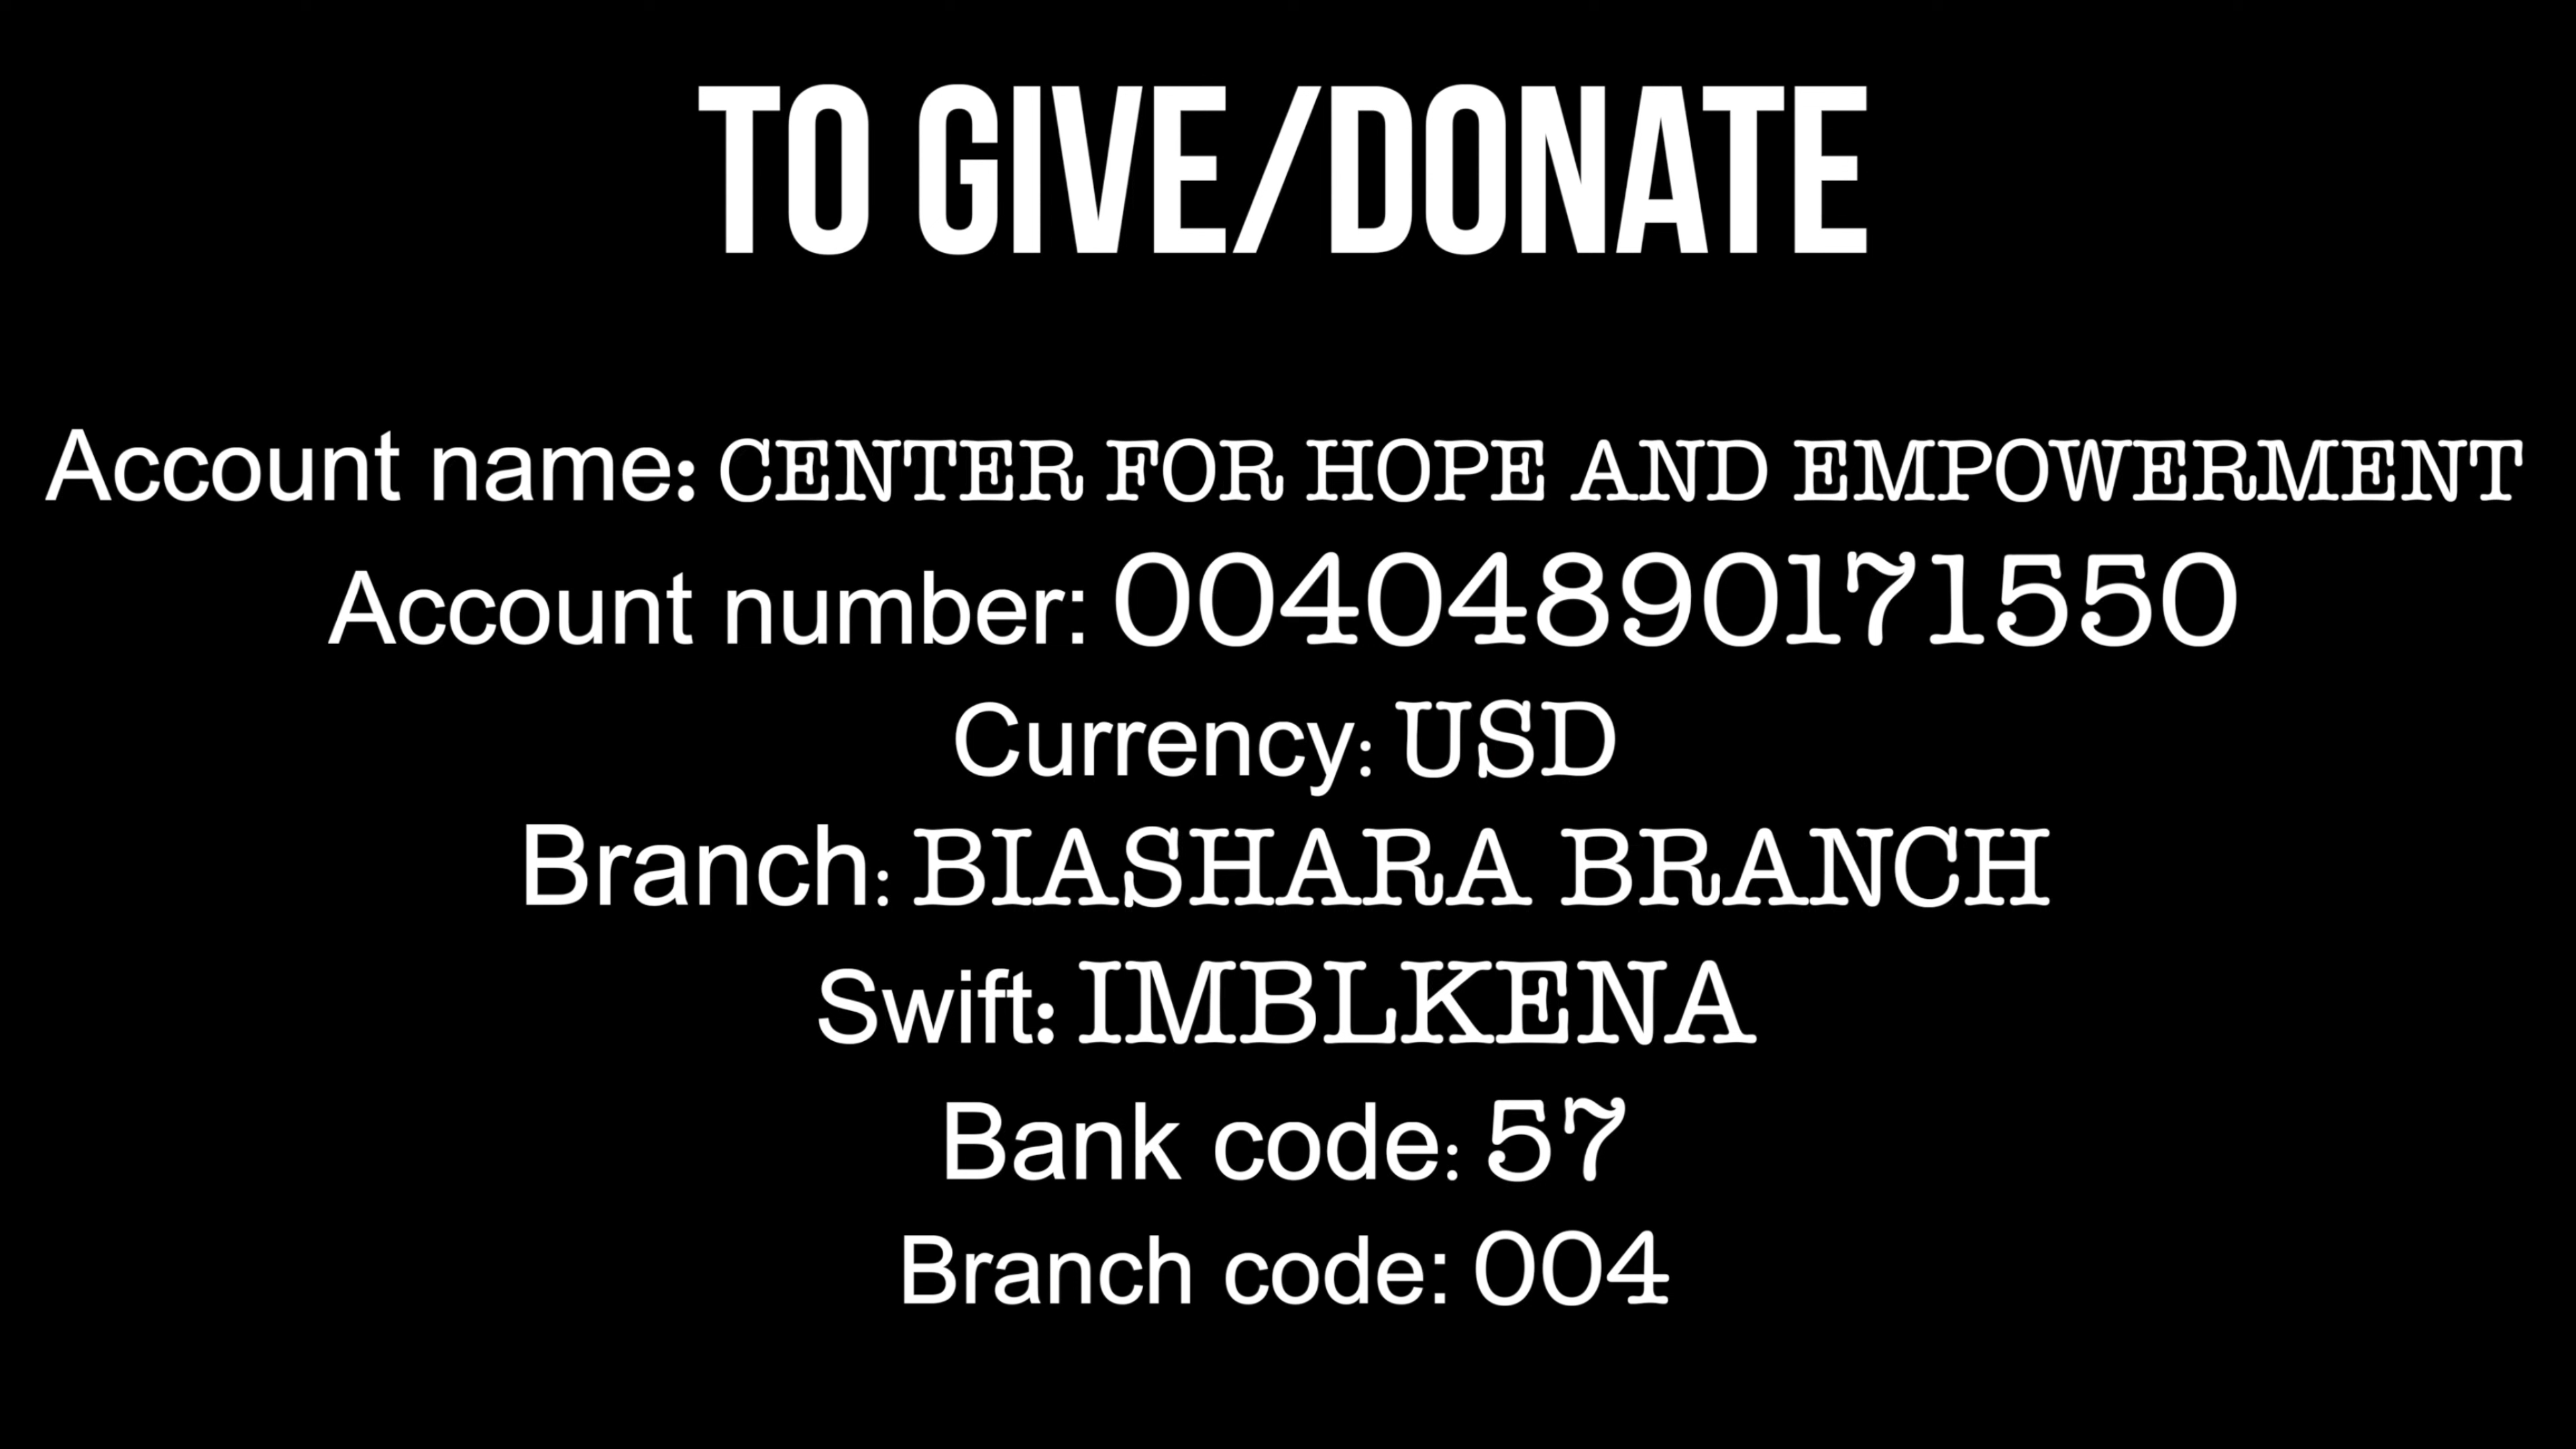 TO GIVE/DONATE
Account name: CENTER FOR HOPE AND EMPOWERMENT
Account number: 00404890171550
Currency: USD
Branch: BIASHARA BRANCH
Swift: IMBLKENA
Bank code: 57
Branch code: 004